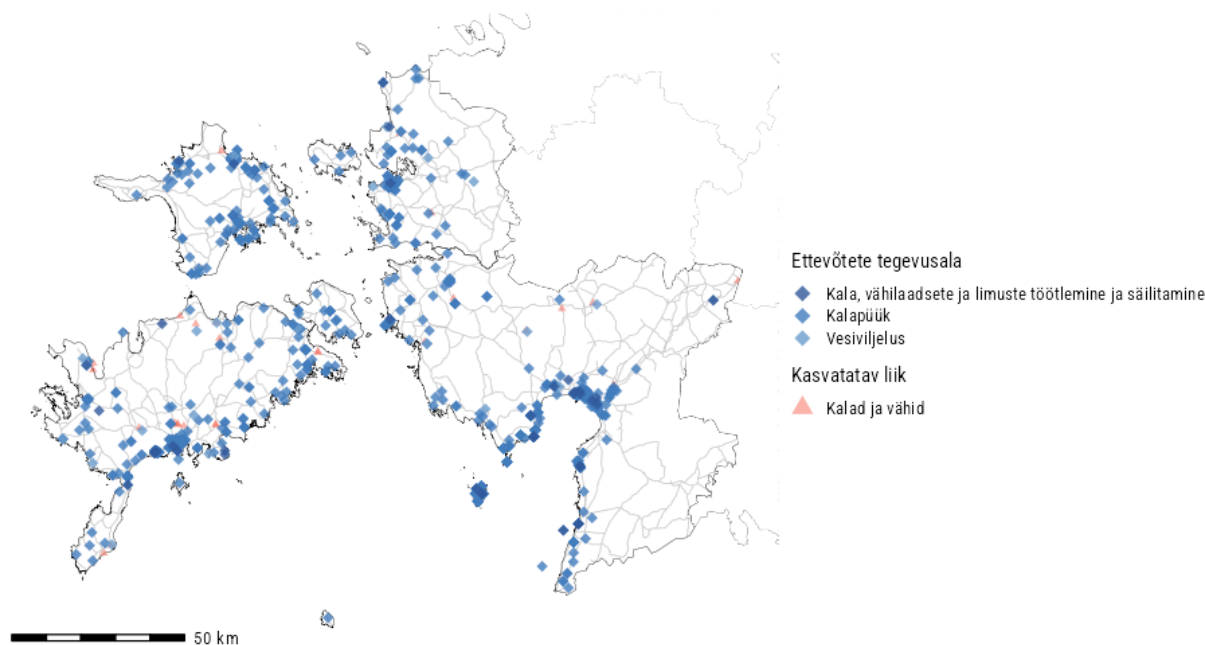 Ettevõtete tegevusala
Kala, vähilaadsete ja limuste töötlemine ja säilitamine
Kalapüük
Vesiviljelus
Kasvatatav liik
Kalad ja vähid
50 km